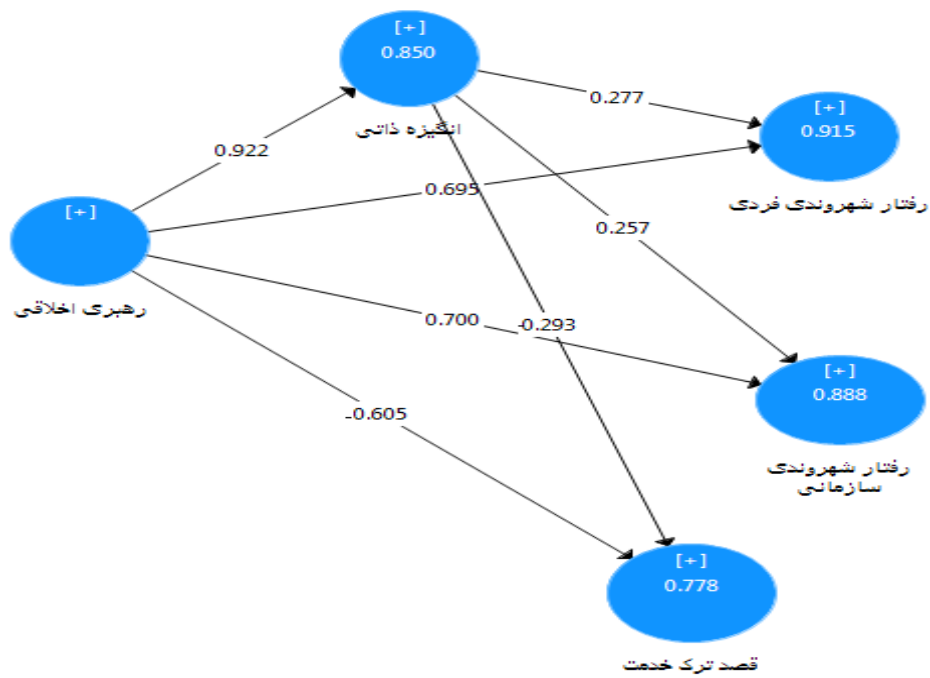 [+]
0.850
انگیزه ذاتی
0.277
[+]
0.915
رفتار شهروندی فردی
0.922
0.695
[+]
رهبری اخلاقی
0.257
0.700
-0.293
[+]
0.888
رفتار شهروندی
سازمانی
-0.605
[+]
0.778
قصد ترک خدمت